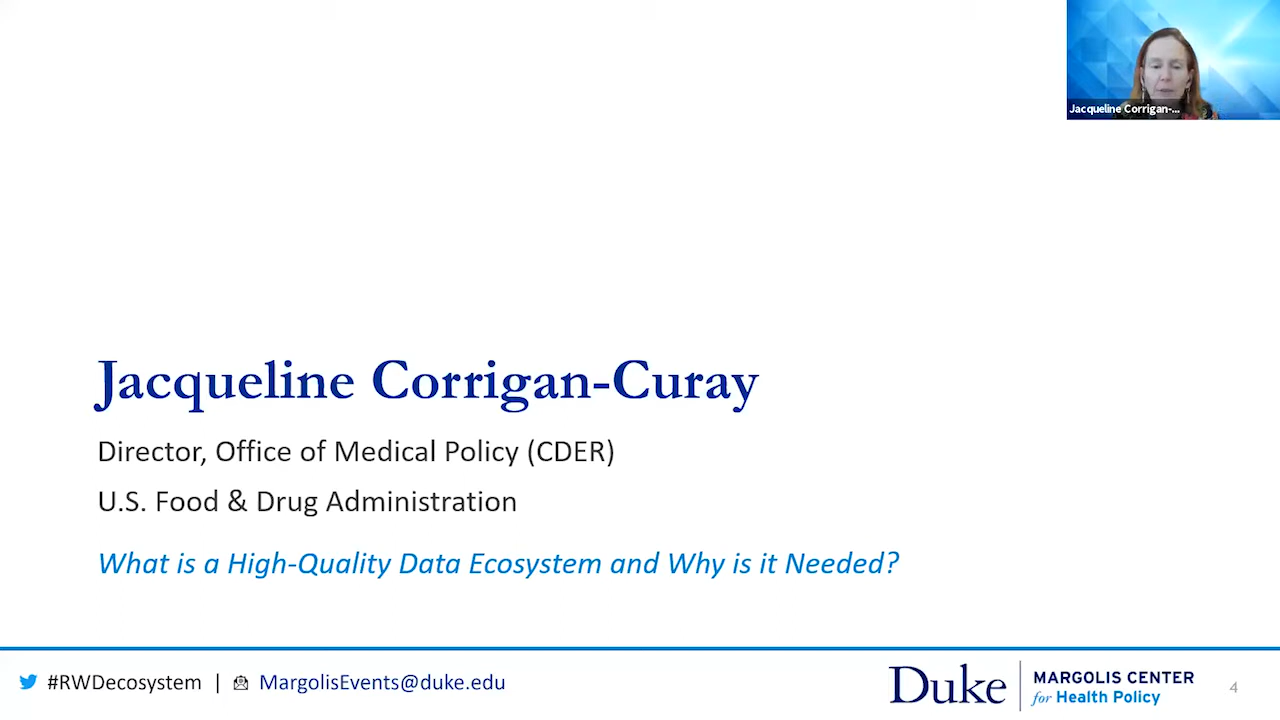 Jacqueline Corrigan-...
Jacqueline Corrigan-Curay
Director, Office of Medical Policy (CDER)
U.S. Food & Drug Administration
What is a High-Quality Data Ecosystem and Why is it Needed?
#RWDecosystem | MargolisEvents@duke.edu
Duke
MARGOLIS CENTER
for Health Policy
4